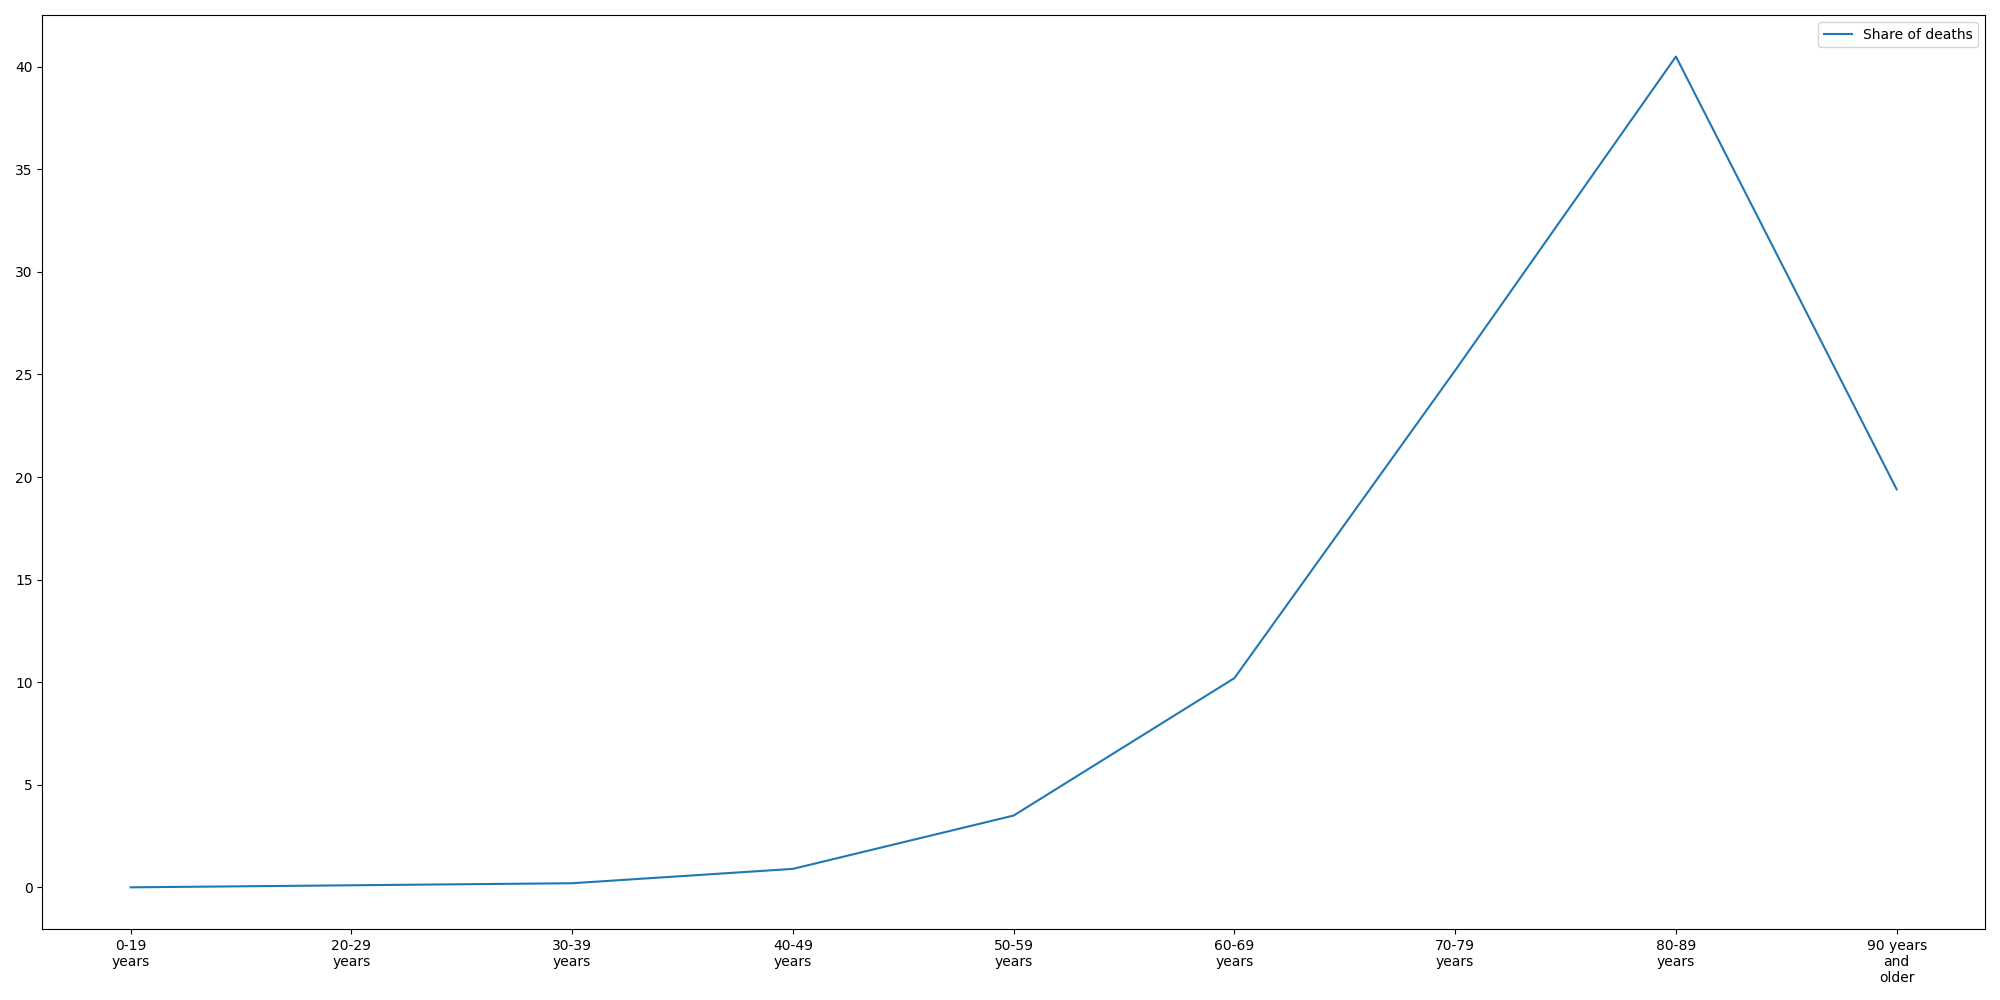 Share of deaths
40
35
30
25
20
15
10
5
0
0-19
years
20-29
years
30-39
years
40-49
years
50-59
years
60-69
years
70-79
years
80-89
years
90 years
and
older